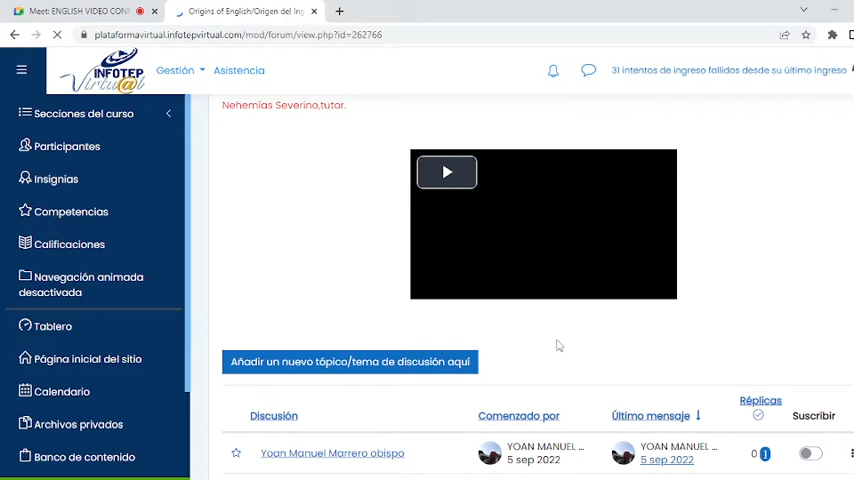 Meet: ENGLISH VIDEO CONF
Origins of English/Origen del Ing
plataformavirtual.infotepvirtual.com/mod/forum/view.php?id=262766
INFOTEP
Virtu@l
Gestión
Asistencia
31 intentos de ingreso fallidos desde su último ingreso
Secciones del curso
Participantes
Insignias
Competencias
Calificaciones
Navegación animada
desactivada
Tablero
Página inicial del sitio
Calendario
Archivos privados
Banco de contenido
Nehemías Severino,tutor.
Añadir un nuevo tópico/tema de discusión aquí
Discusión
Comenzado por
Último mensaje ↓
Réplicas
Suscribir
Yoan Manuel Marrero obispo
YOAN MANUEL ...
5 sep 2022
YOAN MANUEL ...
5 sep 2022
0 1